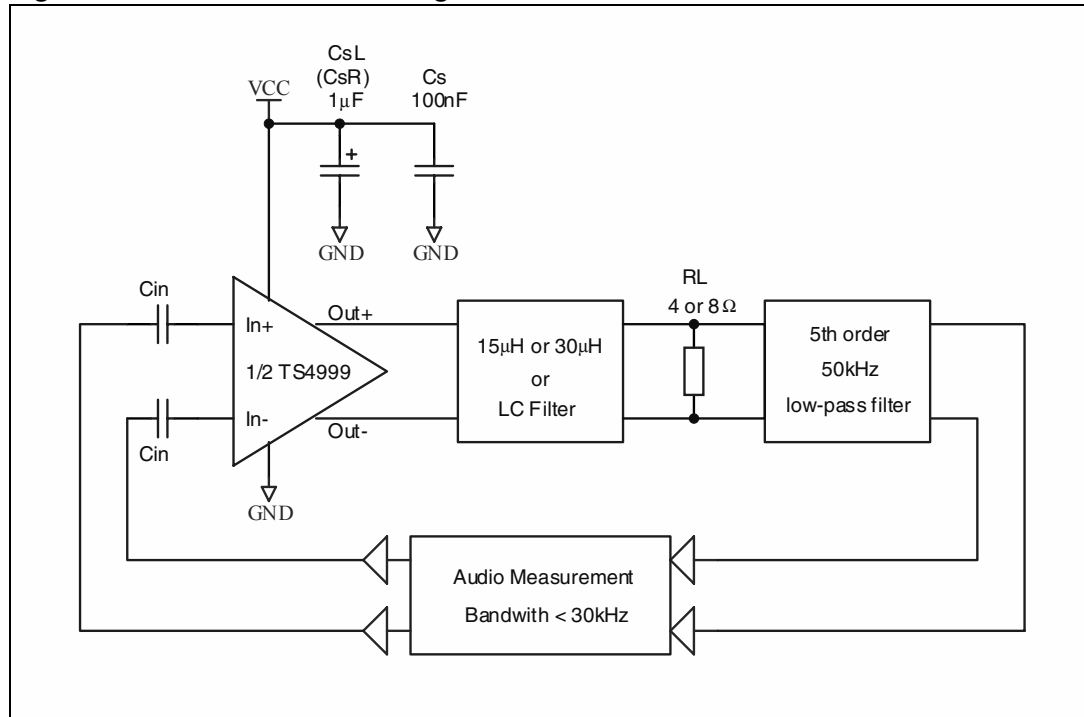 CsL
(CsR)
1µF
Cs
100nF
VCC
+
GND
GND
Cin
In+
Out+
1/2 TS4999
In-
Out-
Cin
GND
15µH or 30µH
or
LC Filter
RL
4 or 8Ω
5th order
50kHz
low-pass filter
Audio Measurement
Bandwith < 30kHz